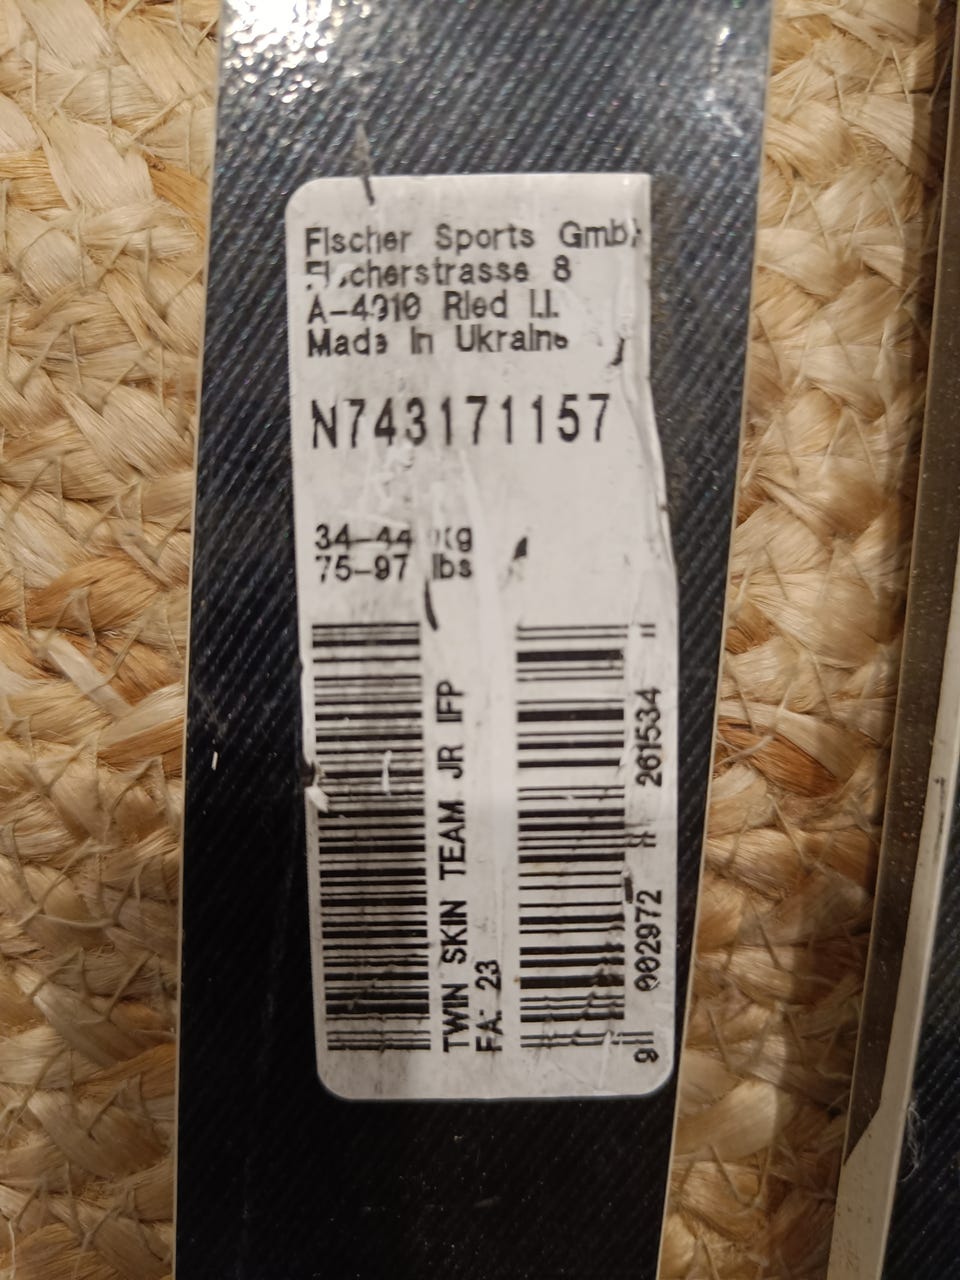 Fischer Sports GmbH
Fischerstrasse 8
A-4910 Ried i.I.
Made in Ukraine
N743171157
34-44 kg
75-97 lbs
TWIN SKIN TEAM JR IFP
FA: 23
9 002972 261534